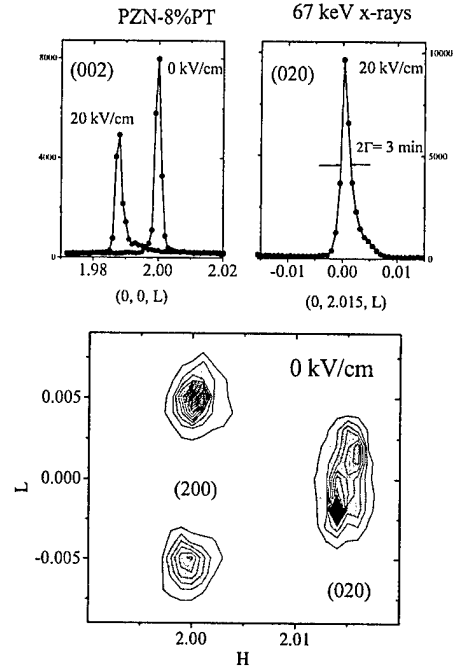 PZN-8%PT 67 keV x-rays
8000
(002)
0 kV/cm
20 kV/cm
4000
0
1.98 2.00 2.02
(0, 0, L)
10000
(020)
20 kV/cm
2Γ= 3 min
5000
0
-0.01 0.00 0.01
(0, 2.015, L)
0 kV/cm
0.005
L
0.000
(200)
-0.005
(020)
2.00 2.01
H